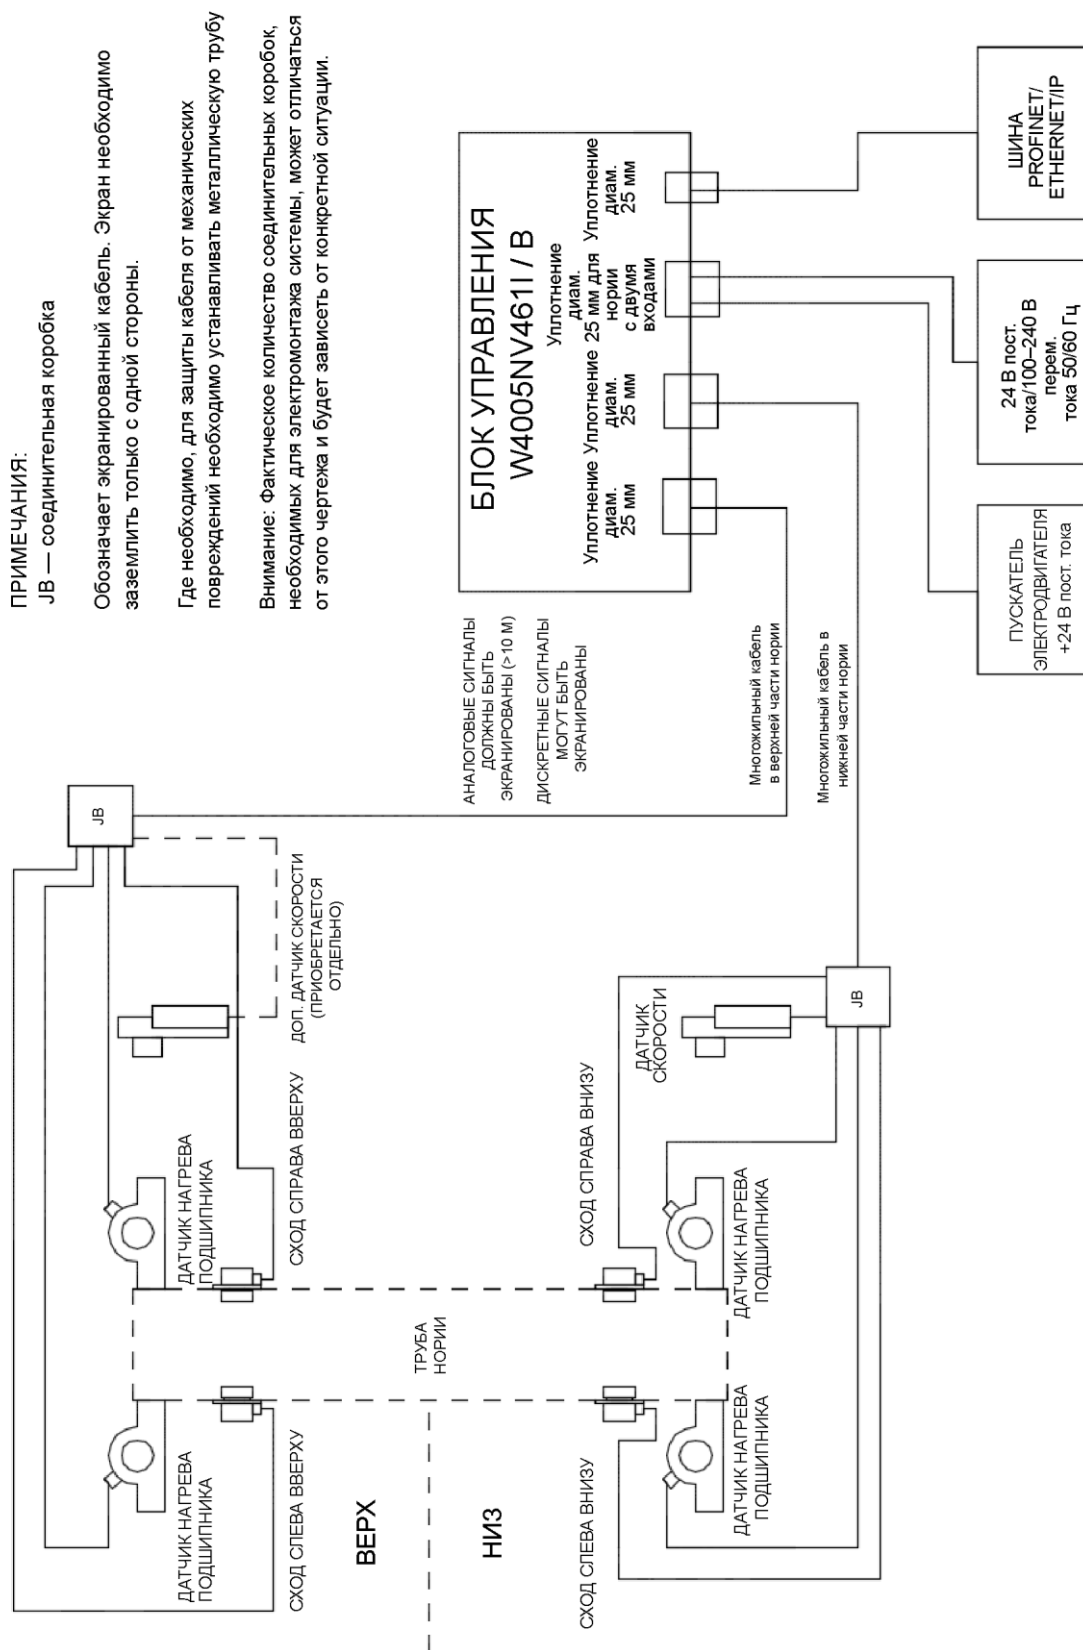 ПРИМЕЧАНИЯ:
JB — соединительная коробка
Обозначает экранированный кабель. Экран необходимо
заземлить только с одной стороны.
Где необходимо, для защиты кабеля от механических
повреждений необходимо устанавливать металлическую трубу
Внимание: Фактическое количество соединительных коробок,
необходимых для электромонтажа системы, может отличаться
от этого чертежа и будет зависеть от конкретной ситуации.
JB
ДОП. ДАТЧИК СКОРОСТИ
(ПРИОБРЕТАЕТСЯ
ОТДЕЛЬНО)
ДАТЧИК НАГРЕВА
ПОДШИПНИКА
ДАТЧИК НАГРЕВА
ПОДШИПНИКА
СХОД СЛЕВА ВВЕРХУ
СХОД СПРАВА ВВЕРХУ
ВЕРХ
ТРУБА
НОРИИ
НИЗ
СХОД СЛЕВА ВНИЗУ
СХОД СПРАВА ВНИЗУ
ДАТЧИК
СКОРОСТИ
ДАТЧИК НАГРЕВА
ПОДШИПНИКА
ДАТЧИК НАГРЕВА
ПОДШИПНИКА
JB
АНАЛОГОВЫЕ СИГНАЛЫ
ДОЛЖНЫ БЫТЬ
ЭКРАНИРОВАНЫ (>10 М)
ДИСКРЕТНЫЕ СИГНАЛЫ
МОГУТ БЫТЬ
ЭКРАНИРОВАНЫ
Многожильный кабель
в верхней части нории
Многожильный кабель в
нижней части нории
БЛОК УПРАВЛЕНИЯ
W4005NV461I / B
Уплотнение
диам.
25 мм
Уплотнение
диам.
25 мм
Уплотнение
диам.
25 мм для
нории
с двумя
входами
Уплотнение
диам.
25 мм
ПУСКАТЕЛЬ
ЭЛЕКТРОДВИГАТЕЛЯ
+24 В пост. тока
24 В пост.
тока/100–240 В
перем.
тока 50/60 Гц
ШИНА
PROFINET/
ETHERNET/IP